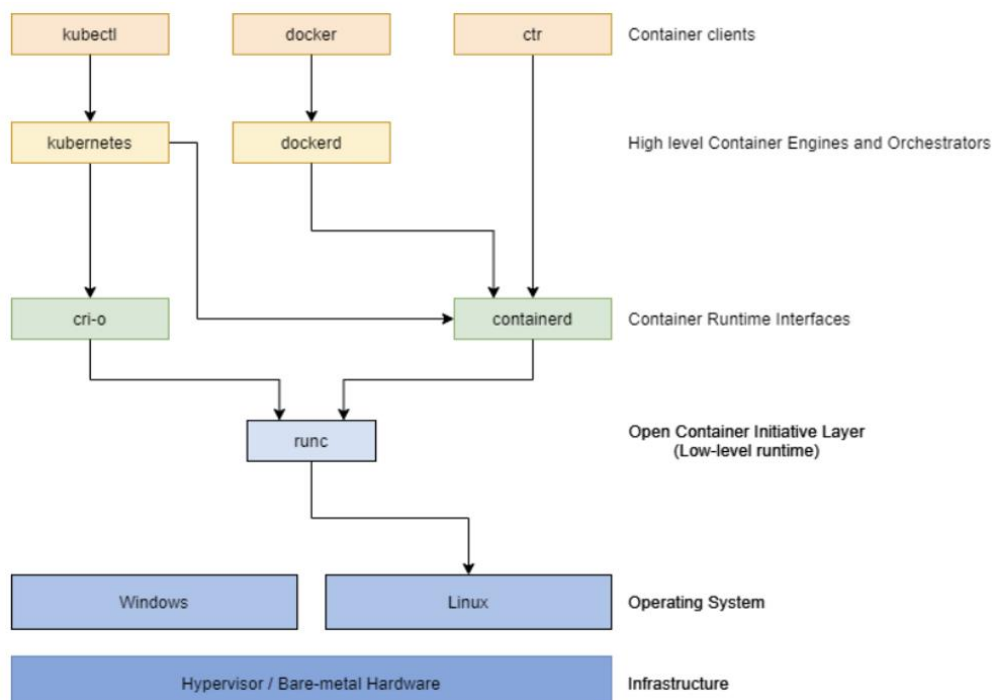 kubectl
docker
ctr
Container clients
kubernetes
dockerd
High level Container Engines and Orchestrators
cri-o
containerd
Container Runtime Interfaces
runc
Open Container Initiative Layer
(Low-level runtime)
Windows
Linux
Operating System
Hypervisor / Bare-metal Hardware
Infrastructure